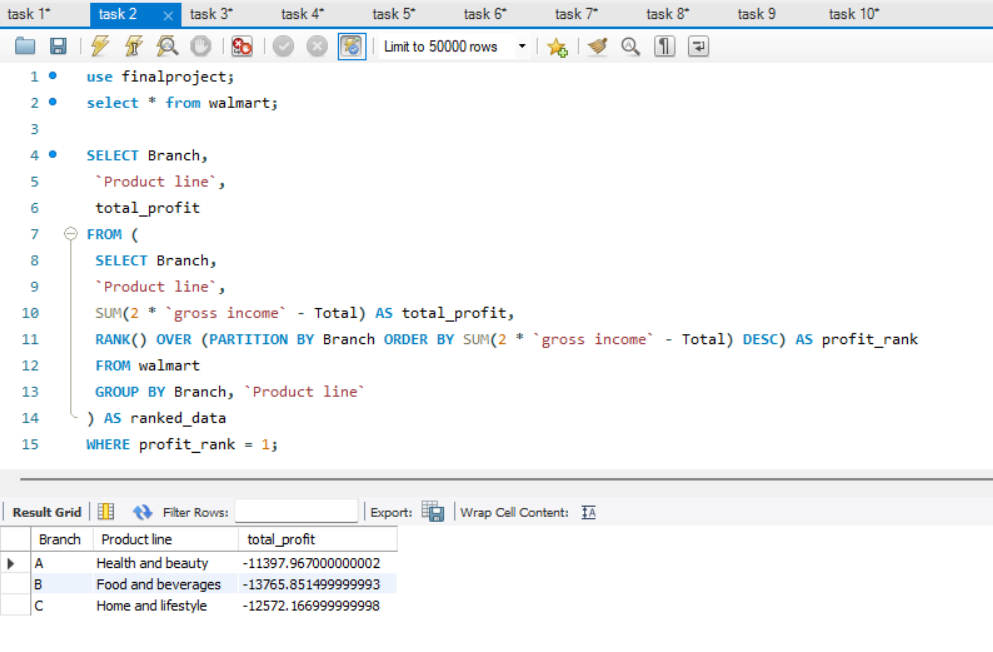 task 1* task 2 × task 3* task 4* task 5* task 6* task 7* task 8* task 9 task 10*
Limit to 50000 rows
1 use finalproject;
2 select * from walmart;
3
4 SELECT Branch,
5 `Product line`,
6 total_profit
7 FROM (
8 SELECT Branch,
9 `Product line`,
10 SUM(2 * `gross income` - Total) AS total_profit,
11 RANK() OVER (PARTITION BY Branch ORDER BY SUM(2 * `gross income` - Total) DESC) AS profit_rank
12 FROM walmart
13 GROUP BY Branch, `Product line`
14 ) AS ranked_data
15 WHERE profit_rank = 1;
Result Grid Filter Rows: Export: Wrap Cell Content: IA
Branch Product line total_profit
A Health and beauty -11397.967000000002
B Food and beverages -13765.851499999993
C Home and lifestyle -12572.166999999998